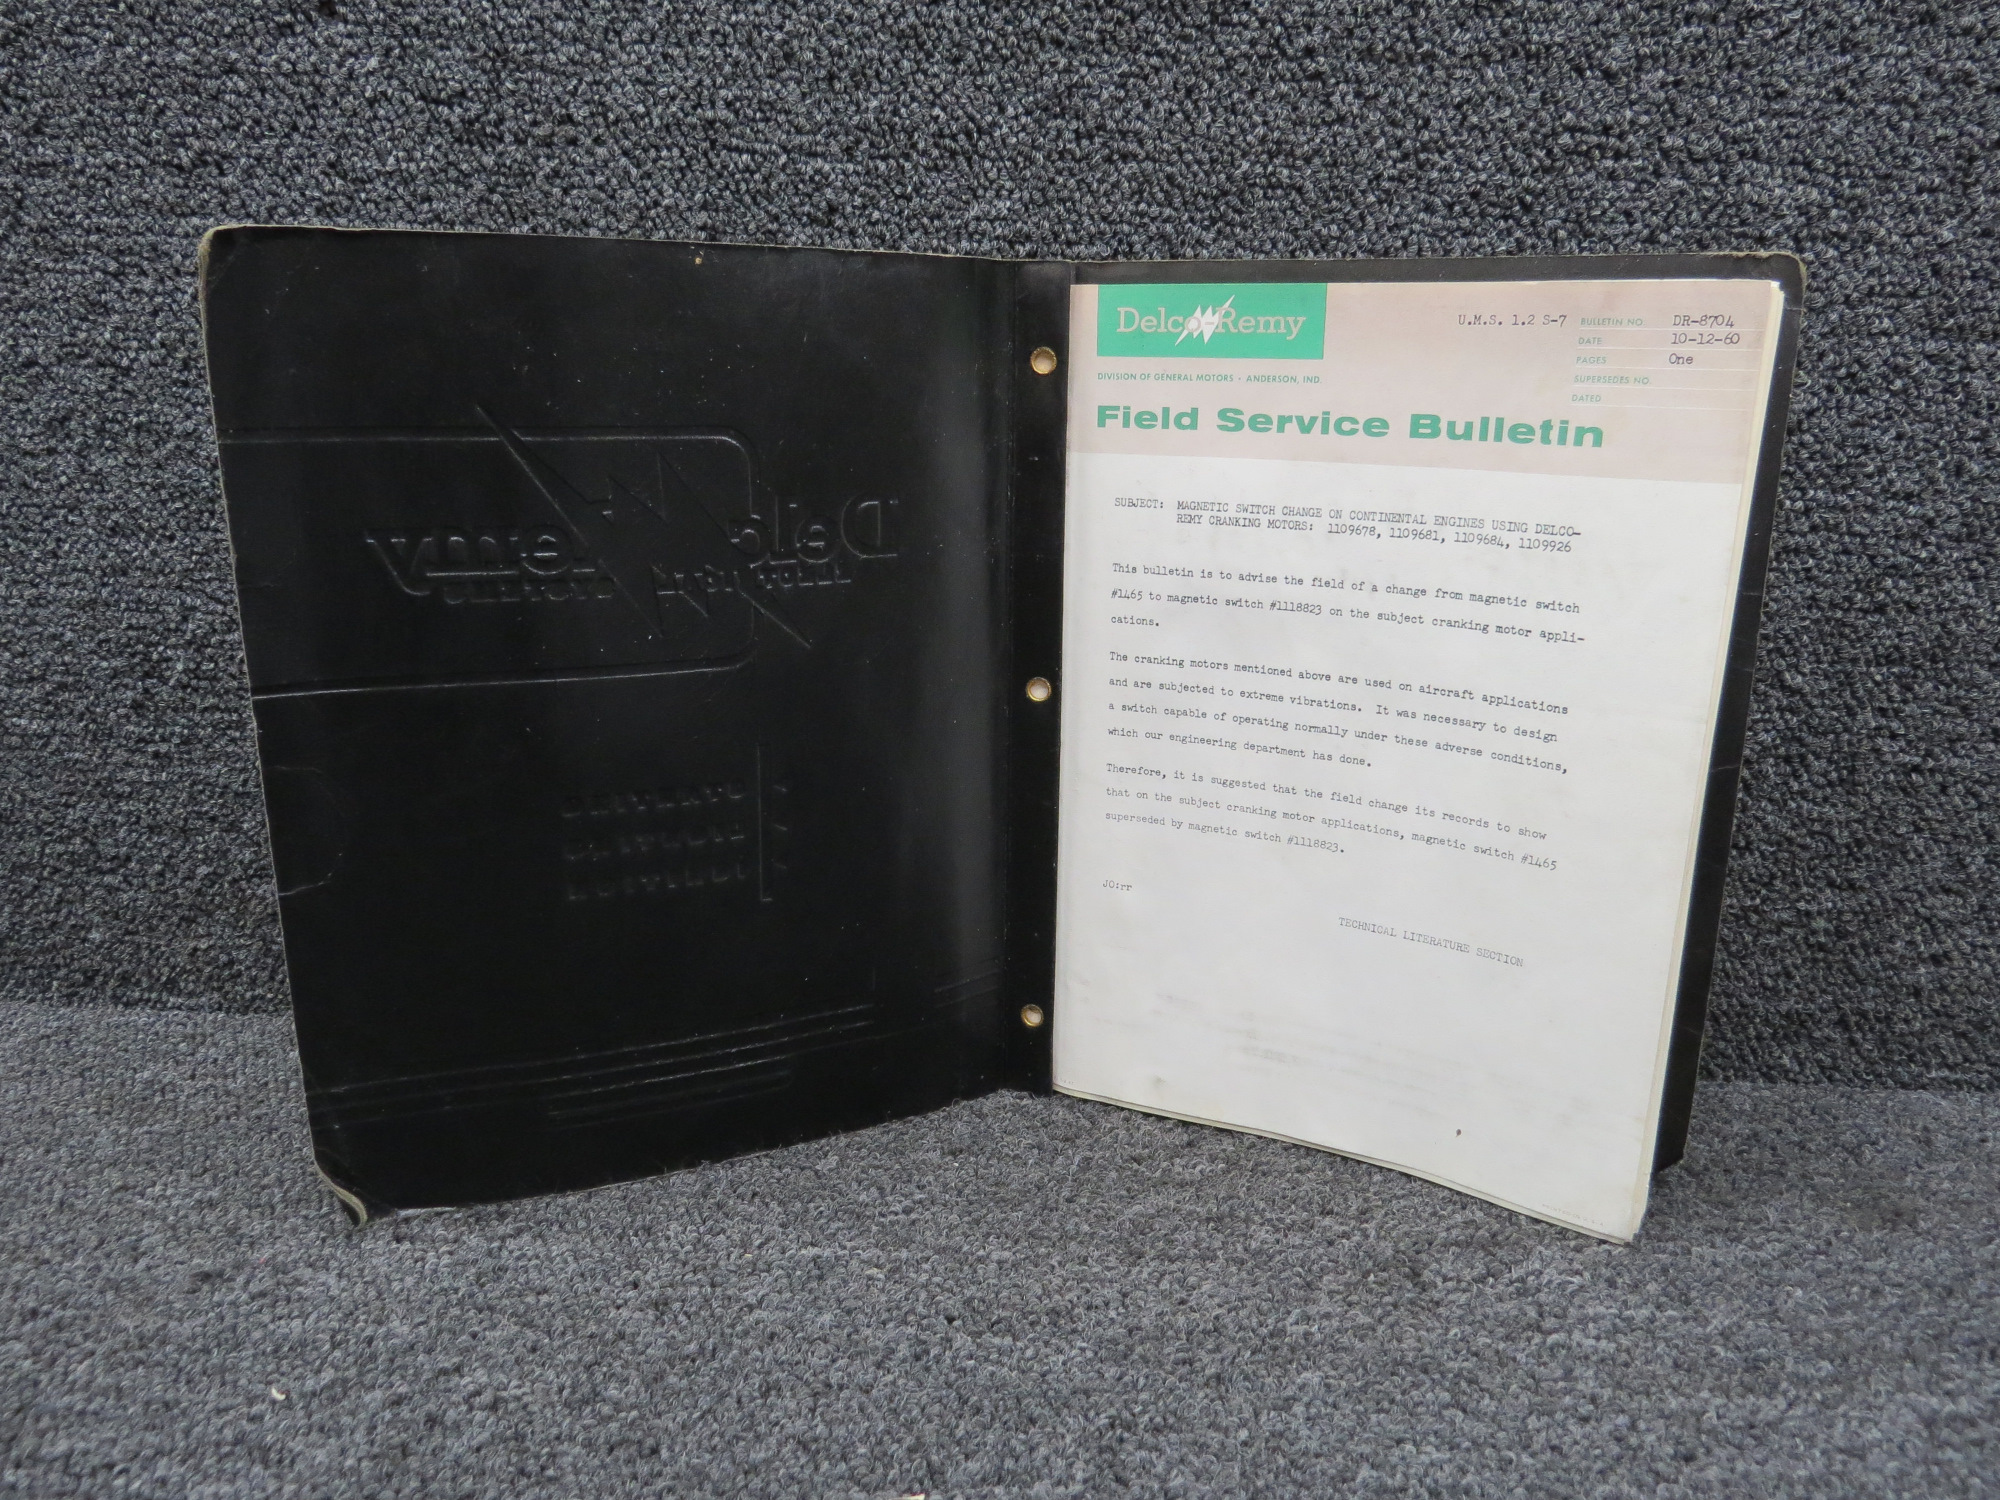 Delco-Remy
DIVISION OF GENERAL MOTORS • ANDERSON, IND.
Field Service Bulletin
U.M.S. 1.2 S-7
BULLETIN NO. DR-8704
DATE 10-12-60
PAGES One
SUPERSEDES NO.
DATED
SUBJECT: MAGNETIC SWITCH CHANGE ON CONTINENTAL ENGINES USING DELCO-
REMY CRANKING MOTORS: 1109678, 1109681, 1109684, 1109926
This bulletin is to advise the field of a change from magnetic switch
#1465 to magnetic switch #1118823 on the subject cranking motor appli-
cations.
The cranking motors mentioned above are used on aircraft applications
and are subjected to extreme vibrations. It was necessary to design
a switch capable of operating normally under these adverse conditions,
which our engineering department has done.
Therefore, it is suggested that the field change its records to show
that on the subject cranking motor applications, magnetic switch #1465
superseded by magnetic switch #1118823.
JO:rr
TECHNICAL LITERATURE SECTION
Delco Remy